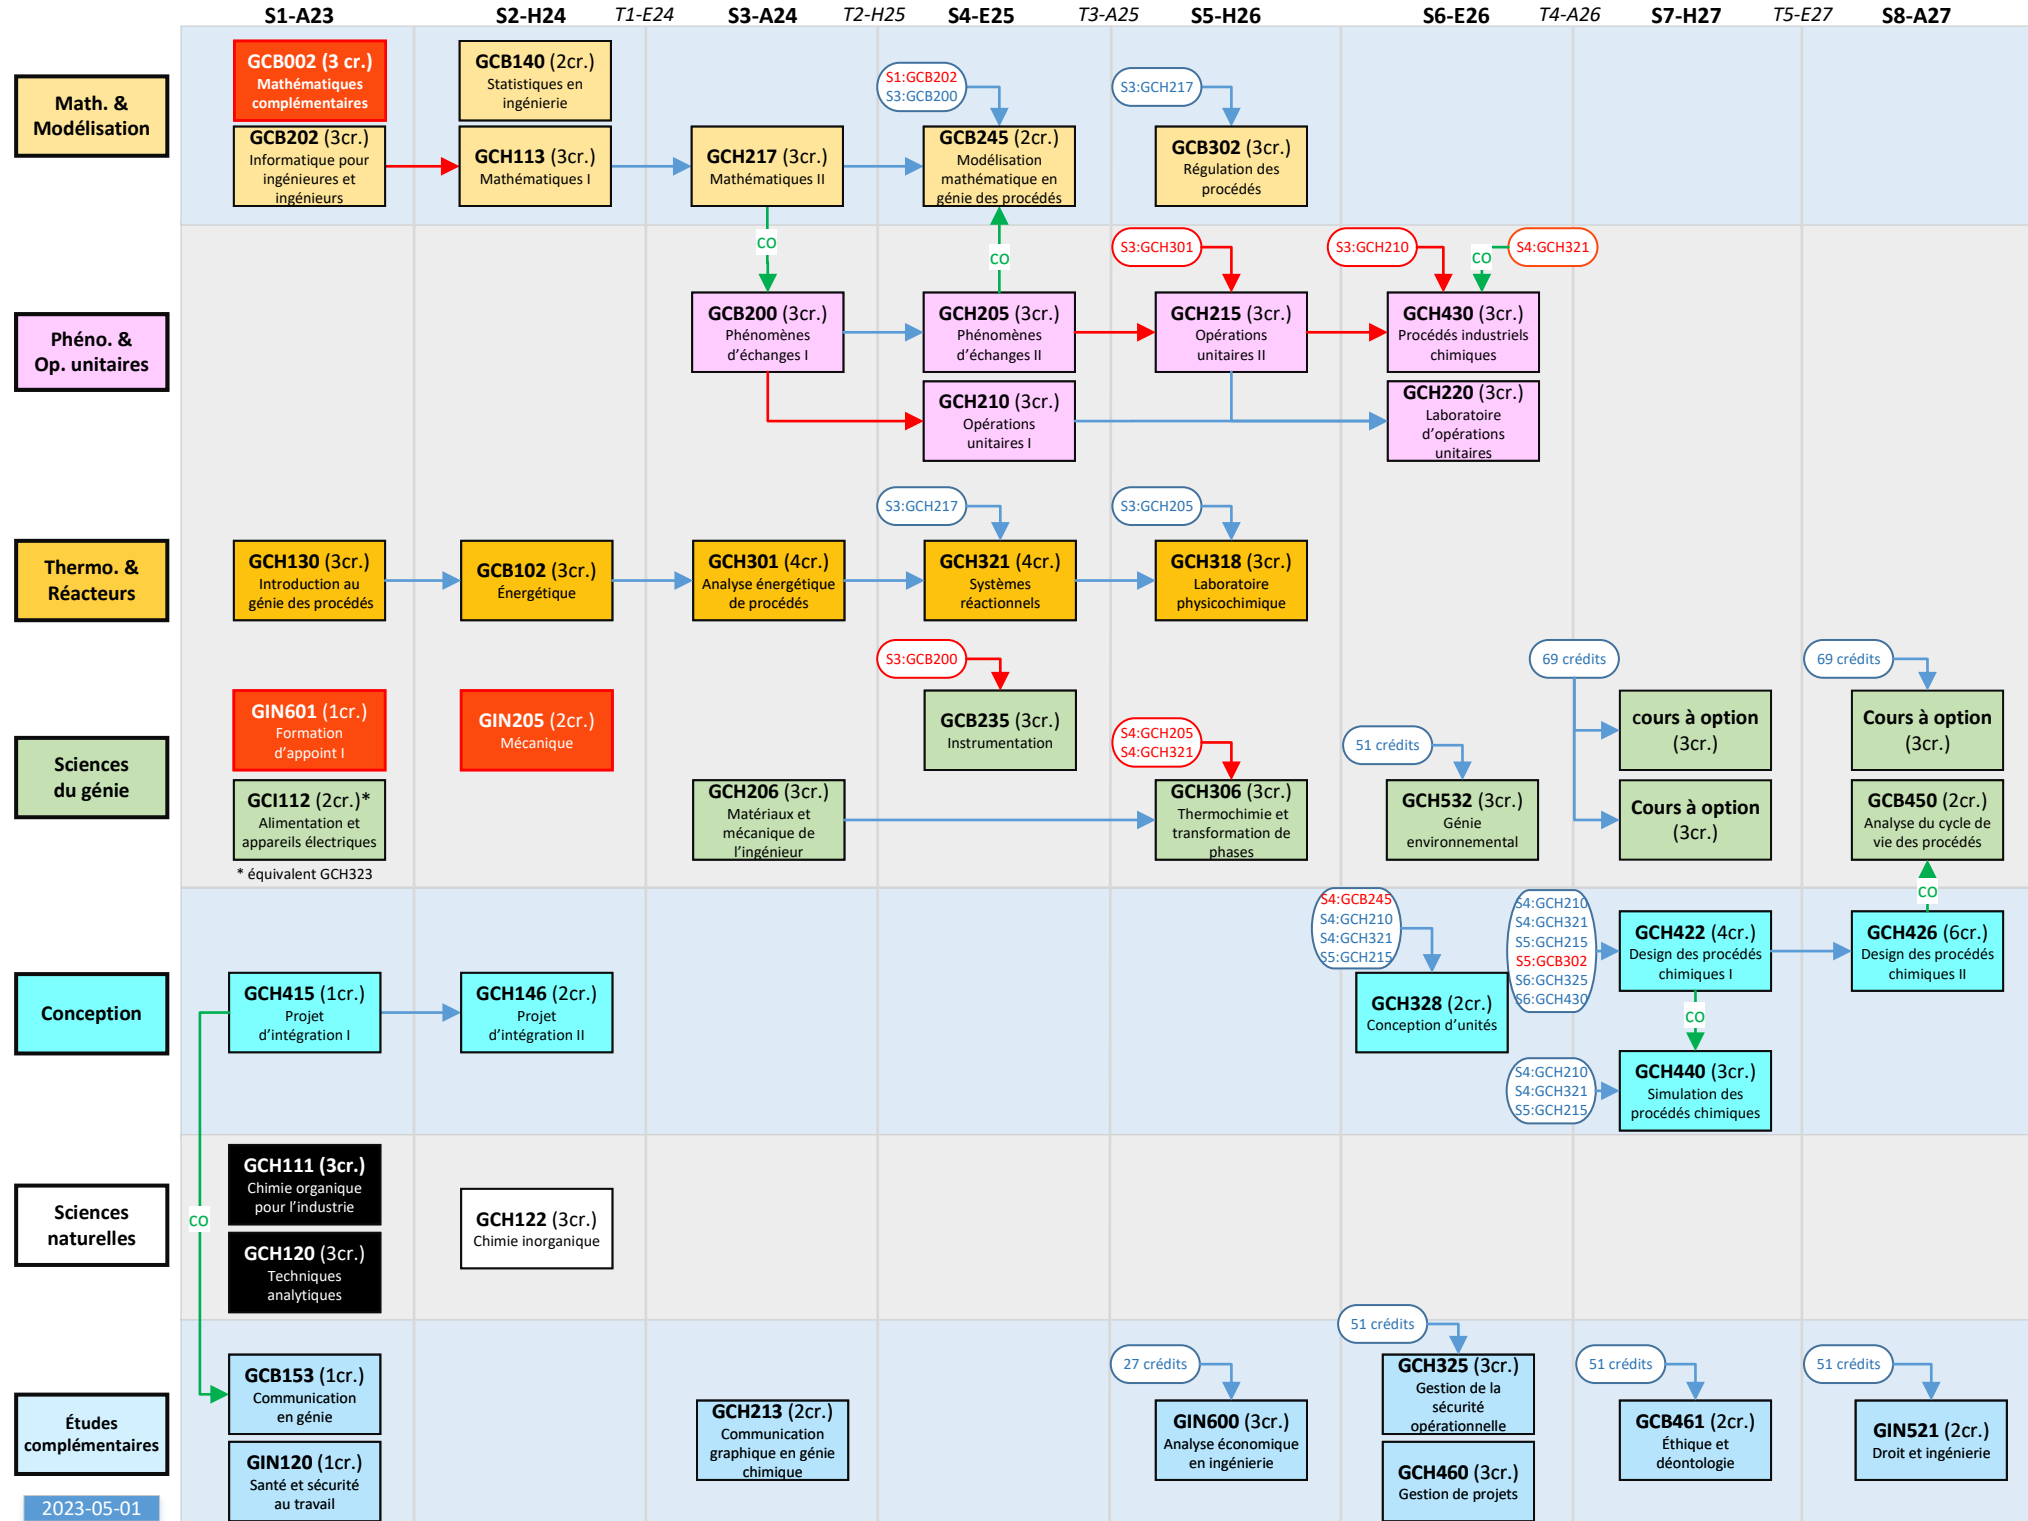 S1-A23
S2-H24
T1-E24
S3-A24
T2-H25
S4-E25
T3-A25
S5-H26
S6-E26
T4-A26
S7-H27
T5-E27
S8-A27
Math. &
Modélisation
GCB002 (3 cr.)
Mathématiques
complémentaires
GCB140 (2cr.)
Statistiques en
ingénierie
S1:GCB202
S3:GCB200
S3:GCH217
GCB202 (3cr.)
Informatique pour
ingénieures et
ingénieurs
GCH113 (3cr.)
Mathématiques I
GCH217 (3cr.)
Mathématiques II
GCB245 (2cr.)
Modélisation
mathématique en
génie des procédés
GCB302 (3cr.)
Régulation des
procédés
CO
CO
S3:GCH301
S3:GCH210
CO
S4:GCH321
Phéno. &
Op. unitaires
GCB200 (3cr.)
Phénomènes
d'échanges I
GCH205 (3cr.)
Phénomènes
d'échanges II
GCH215 (3cr.)
Opérations
unitaires II
GCH430 (3cr.)
Procédés industriels
chimiques
GCH210 (3cr.)
Opérations
unitaires I
GCH220 (3cr.)
Laboratoire
d'opérations
unitaires
S3:GCH217
S3:GCH205
Thermo. &
Réacteurs
GCH130 (3cr.)
Introduction au
génie des procédés
GCB102 (3cr.)
Énergétique
GCH301 (4cr.)
Analyse énergétique
de procédés
GCH321 (4cr.)
Systèmes
réactionnels
GCH318 (3cr.)
Laboratoire
physicochimique
S3:GCB200
69 crédits
69 crédits
Sciences
du génie
GIN601 (1cr.)
Formation
d'appoint I
GIN205 (2cr.)
Mécanique
GCB235 (3cr.)
Instrumentation
S4:GCH205
S4:GCH321
51 crédits
cours à option
(3cr.)
Cours à option
(3cr.)
GCI112 (2cr.)*
Alimentation et
appareils électriques
* équivalent GCH323
GCH206 (3cr.)
Matériaux et
mécanique de
l'ingénieur
GCH306 (3cr.)
Thermochimie et
transformation de
phases
GCH532 (3cr.)
Génie
environnemental
Cours à option
(3cr.)
GCB450 (2cr.)
Analyse du cycle de
vie des procédés
CO
Conception
S4:GCB245
S4:GCH210
S4:GCH321
S5:GCH215
S4:GCH210
S4:GCH321
S5:GCH215
S5:GCB302
S6:GCH325
S6:GCH430
GCH422 (4cr.)
Design des procédés
chimiques I
GCH426 (6cr.)
Design des procédés
chimiques II
GCH415 (1cr.)
Projet
d'intégration I
GCH146 (2cr.)
Projet
d'intégration II
GCH328 (2cr.)
Conception d'unités
CO
S4:GCH210
S4:GCH321
S5:GCH215
GCH440 (3cr.)
Simulation des
procédés chimiques
Sciences
naturelles
CO
GCH111 (3cr.)
Chimie organique
pour l'industrie
GCH120 (3cr.)
Techniques
analytiques
GCH122 (3cr.)
Chimie inorganique
Études
complémentaires
GCB153 (1cr.)
Communication
en génie
GIN120 (1cr.)
Santé et sécurité
au travail
GCH213 (2cr.)
Communication
graphique en génie
chimique
27 crédits
GIN600 (3cr.)
Analyse économique
en ingénierie
51 crédits
GCH325 (3cr.)
Gestion de la
sécurité
opérationnelle
GCH460 (3cr.)
Gestion de projets
51 crédits
GCB461 (2cr.)
Éthique et
déontologie
51 crédits
GIN521 (2cr.)
Droit et ingénierie
2023-05-01